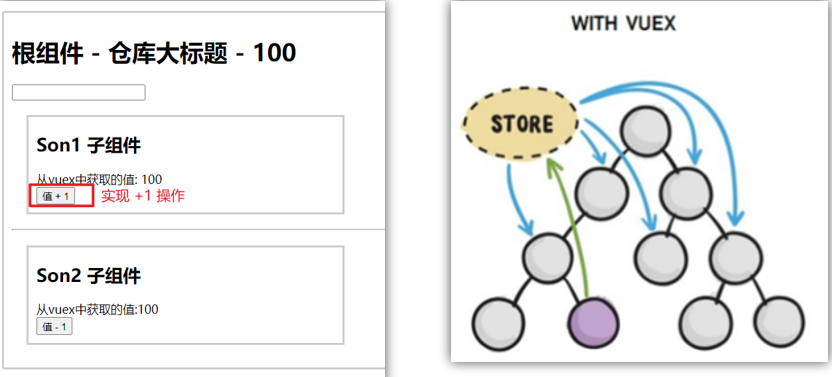 根组件 - 仓库大标题 - 100
Son1 子组件
从vuex中获取的值: 100
值 + 1
实现 +1 操作
Son2 子组件
从vuex中获取的值:100
值 - 1
WITH VUEX
STORE